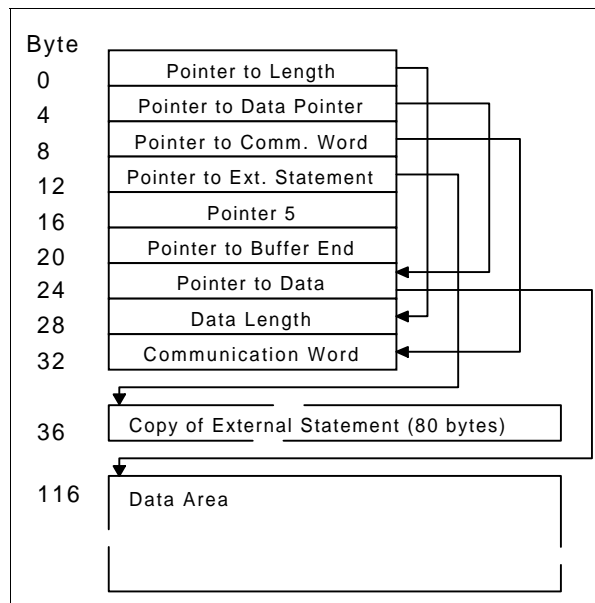 Byte
0 Pointer to Length
4 Pointer to Data Pointer
8 Pointer to Comm. Word
12 Pointer to Ext. Statement
16 Pointer 5
20 Pointer to Buffer End
24 Pointer to Data
28 Data Length
32 Communication Word
36 Copy of External Statement (80 bytes)
116 Data Area